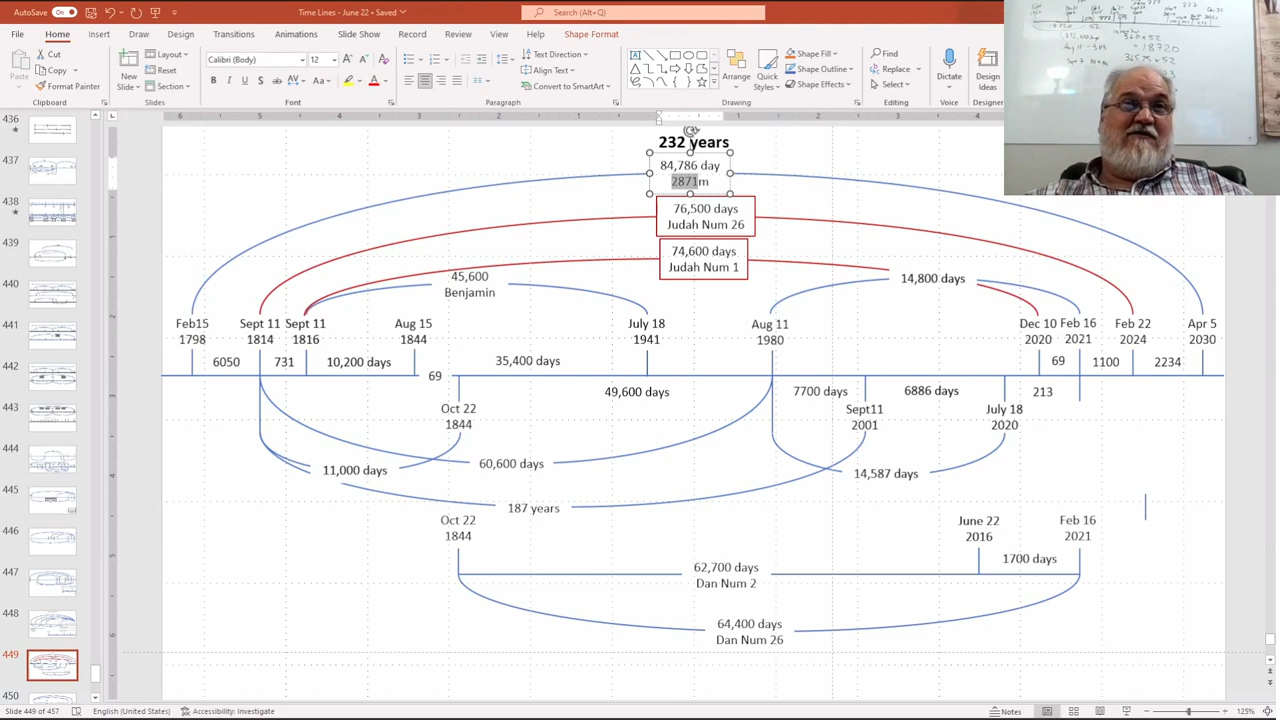 AutoSave On
Time Lines - June 22 • Saved
Search (Alt+Q)
File Home Insert Draw Design Transitions Animations Slide Show Record Review View Help Shape Format
Paste
Cut
Copy
Format Painter
Clipboard
New Slide
Layout
Reset
Section
Slides
Calibri (Body) 12
Font
Text Direction
Align Text
Convert to SmartArt
Paragraph
Arrange
Quick Styles
Shape Fill
Shape Outline
Shape Effects
Drawing
Find
Replace
Select
Editing
Dictate
Voice
Design Ideas
Designer
436
437
438
439
440
441
442
443
444
445
446
447
448
449
450
232 years
84,786 day
2871m
76,500 days
Judah Num 26
74,600 days
Judah Num 1
45,600
Benjamin
14,800 days
Feb15
1798
Sept 11
1814
Sept 11
1816
Aug 15
1844
July 18
1941
Aug 11
1980
Dec 10
2020
Feb 16
2021
Feb 22
2024
Apr 5
2030
6050
731
10,200 days
69
35,400 days
69
1100
2234
49,600 days
7700 days
6886 days
213
Oct 22
1844
Sept11
2001
July 18
2020
11,000 days
60,600 days
14,587 days
187 years
Oct 22
1844
June 22
2016
Feb 16
2021
1700 days
62,700 days
Dan Num 2
64,400 days
Dan Num 26
Slide 449 of 457
English (United States)
Accessibility: Investigate
Notes
125%